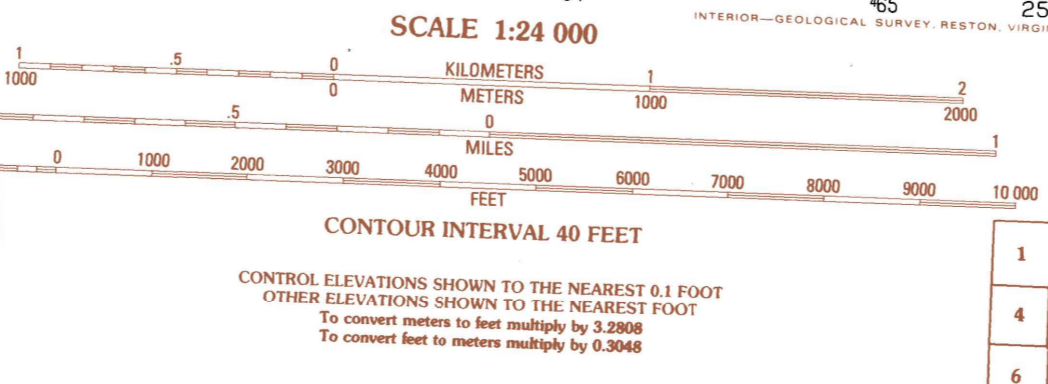 465 25
INTERIOR—GEOLOGICAL SURVEY, RESTON,
SCALE 1:24 000
1 .5 0 KILOMETERS 1 2
1000 0 METERS 1000 2000
.5 0 1
MILES
0 1000 2000 3000 4000 5000 6000 7000 8000 9000 10 000
FEET
CONTOUR INTERVAL 40 FEET
CONTROL ELEVATIONS SHOWN TO THE NEAREST 0.1 FOOT
OTHER ELEVATIONS SHOWN TO THE NEAREST FOOT
To convert meters to feet multiply by 3.2808
To convert feet to meters multiply by 0.3048
1
4
6